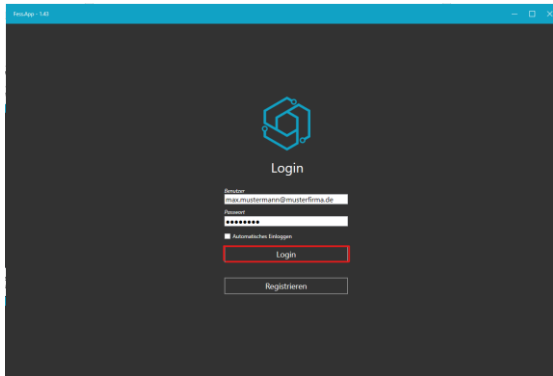 Login
Benutzer
max.mustermann@musterfirma.de
Passwort
Automatisches Einloggen
Login
Registrieren